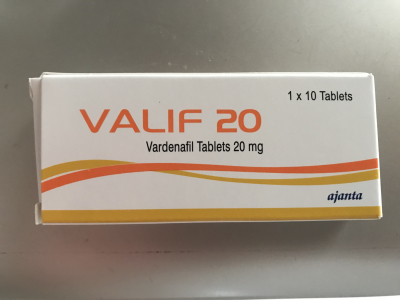 1 x 10 Tablets
VALIF 20
Vardenafil Tablets 20 mg
ajanta